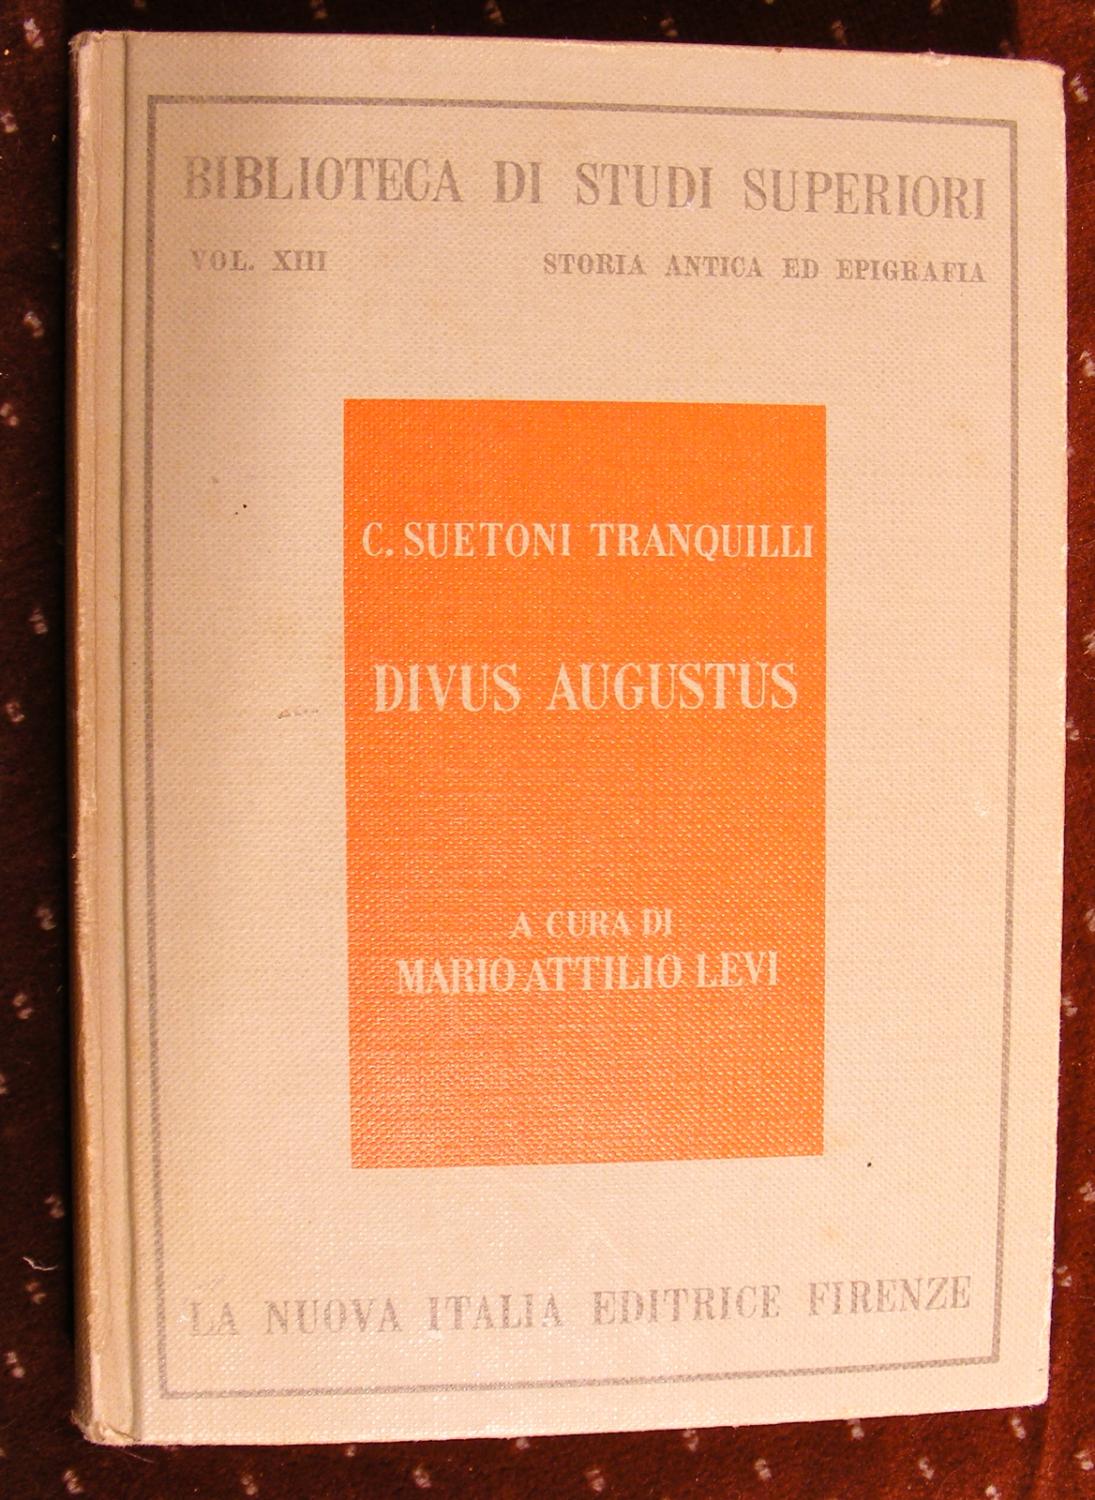 BIBLIOTECA DI STUDI SUPERIORI
VOL. XIII STORIA ANTICA ED EPIGRAFIA
C. SUETONI TRANQUILLI
DIVUS AUGUSTUS
A CURA DI
MARIO ATTILIO LEVI
LA NUOVA ITALIA EDITRICE FIRENZE